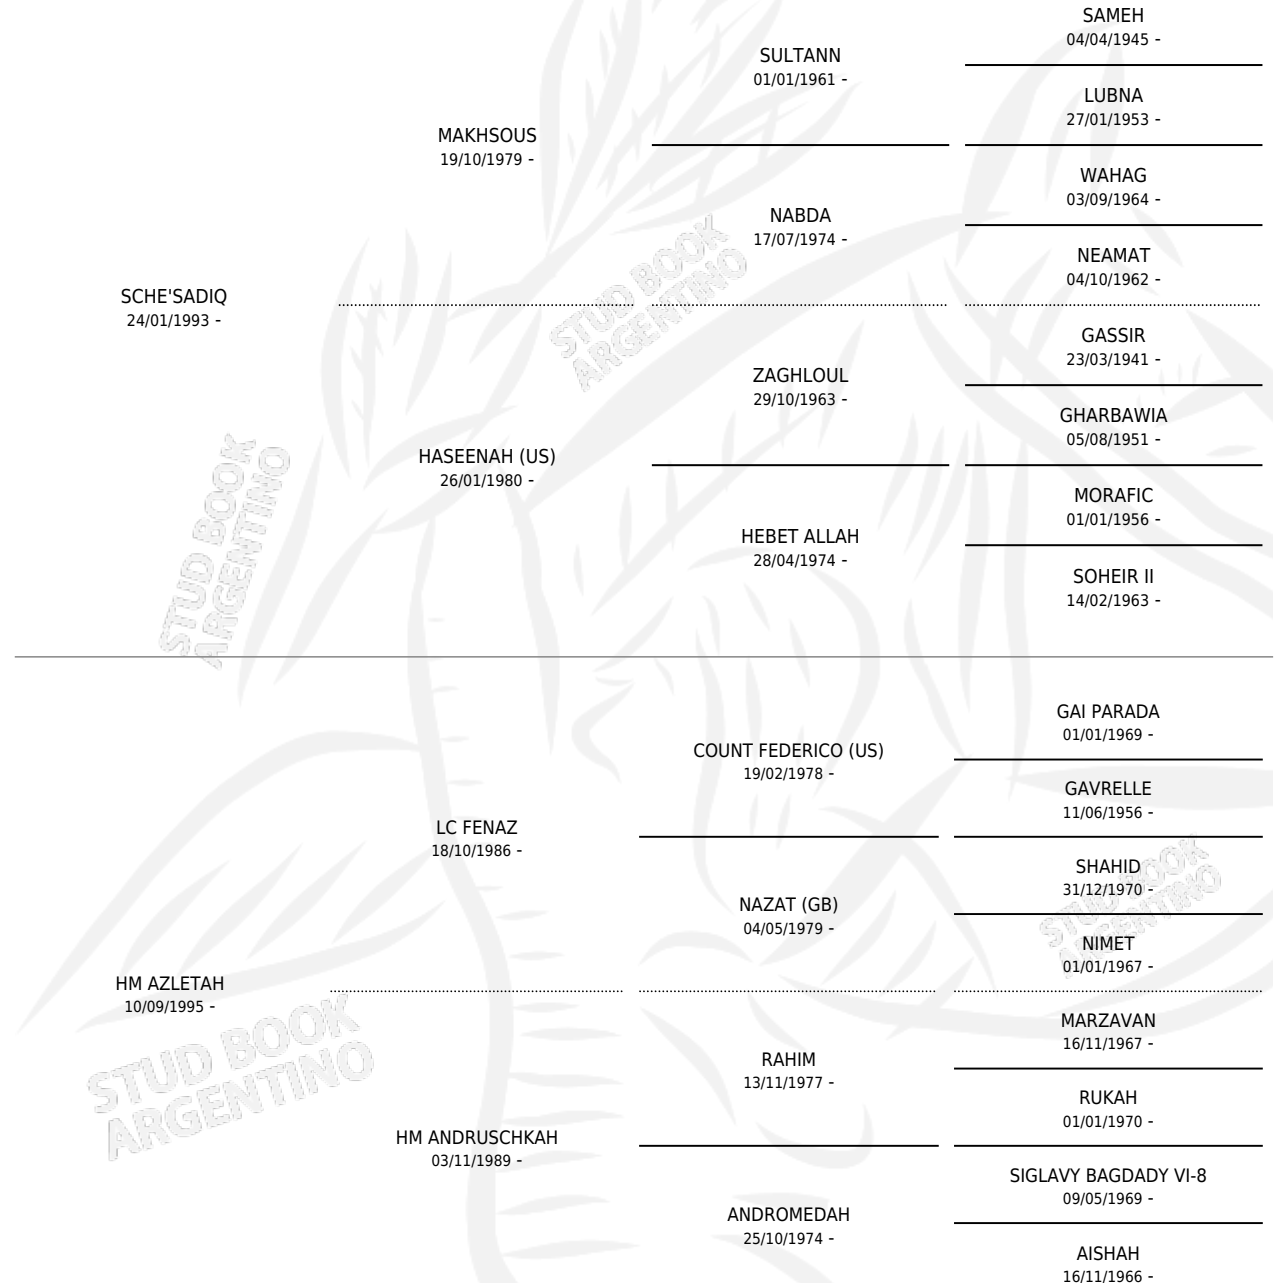 SAMEH
04/04/1945 -
SULTANN
01/01/1961 -
LUBNA
27/01/1953 -
MAKHSOUS
19/10/1979 -
WAHAG
03/09/1964 -
NABDA
17/07/1974 -
NEAMAT
04/10/1962 -
SCHE'SADIQ
24/01/1993 -
GASSIR
23/03/1941 -
ZAGHLOUL
29/10/1963 -
GHARBAWIA
05/08/1951 -
HASEENAH (US)
26/01/1980 -
MORAFIC
01/01/1956 -
HEBET ALLAH
28/04/1974 -
SOHEIR II
14/02/1963 -
STUD BOOK
ARGENTINO
STUD BOOK
ARGENTINO
GAI PARADA
01/01/1969 -
COUNT FEDERICO (US)
19/02/1978 -
GAVRELLE
11/06/1956 -
LC FENAZ
18/10/1986 -
SHAHID
31/12/1970 -
NAZAT (GB)
04/05/1979 -
NIMET
01/01/1967 -
HM AZLETAH
10/09/1995 -
MARZAVAN
16/11/1967 -
RAHIM
13/11/1977 -
RUKAH
01/01/1970 -
HM ANDRUSCHKAH
03/11/1989 -
SIGLAVY BAGDADY VI-8
09/05/1969 -
ANDROMEDAH
25/10/1974 -
AISHAH
16/11/1966 -
STUD BOOK
ARGENTINO
STUD BOOK
ARGENTINO